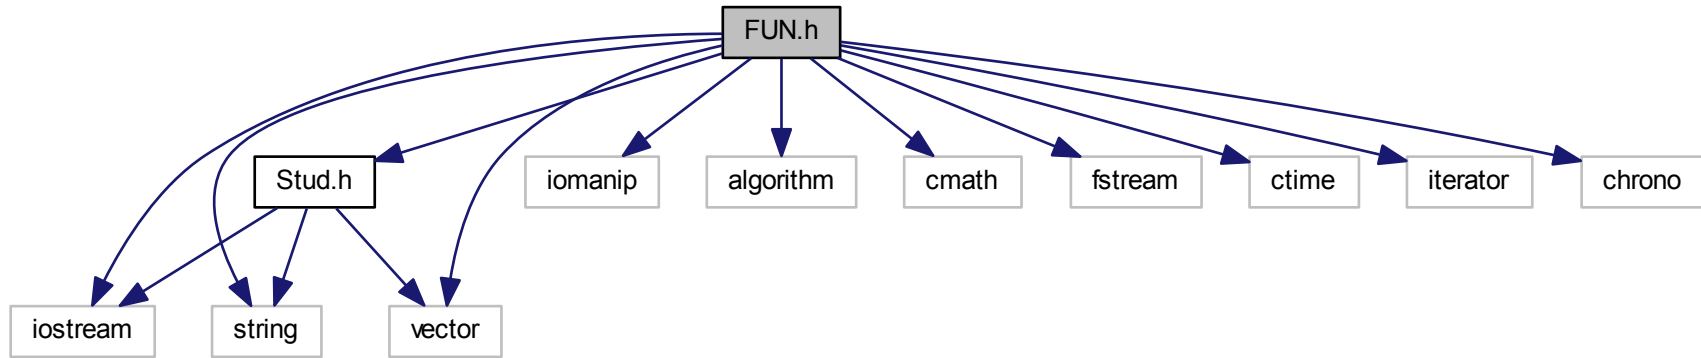 FUN.h
Stud.h
iomanip
algorithm
cmath
fstream
ctime
iterator
chrono
iostream
string
vector